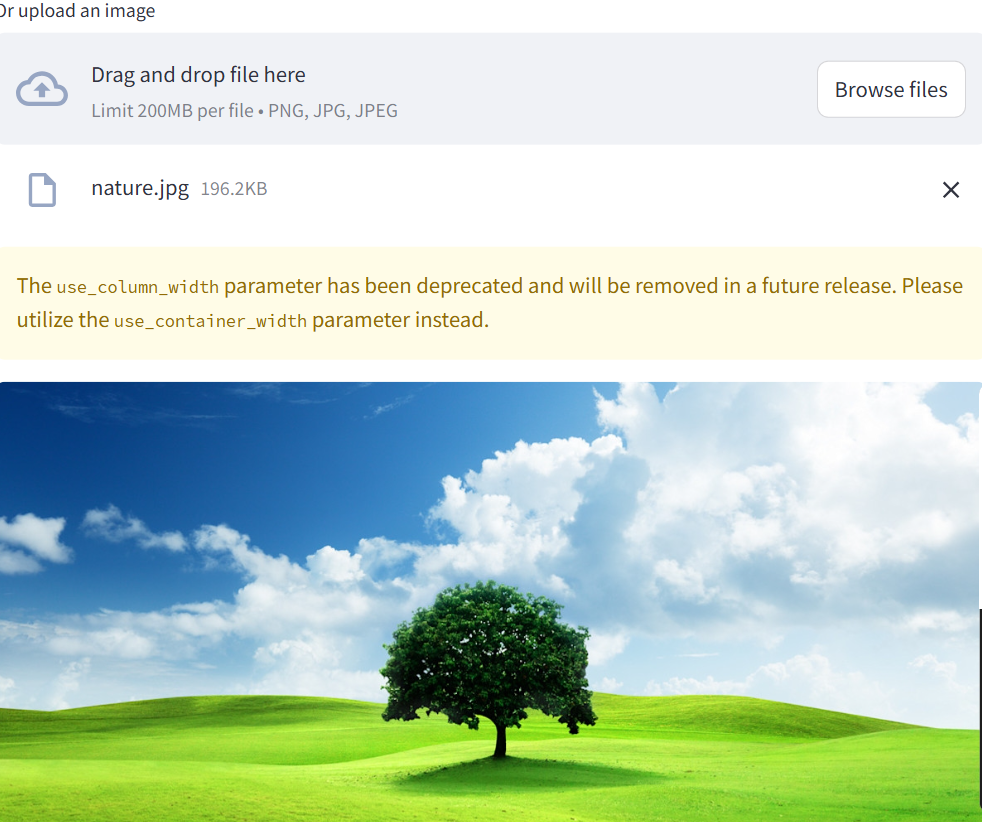 Or upload an image
Drag and drop file here
Limit 200MB per file • PNG, JPG, JPEG
Browse files
nature.jpg 196.2KB
The use_column_width parameter has been deprecated and will be removed in a future release. Please
utilize the use_container_width parameter instead.